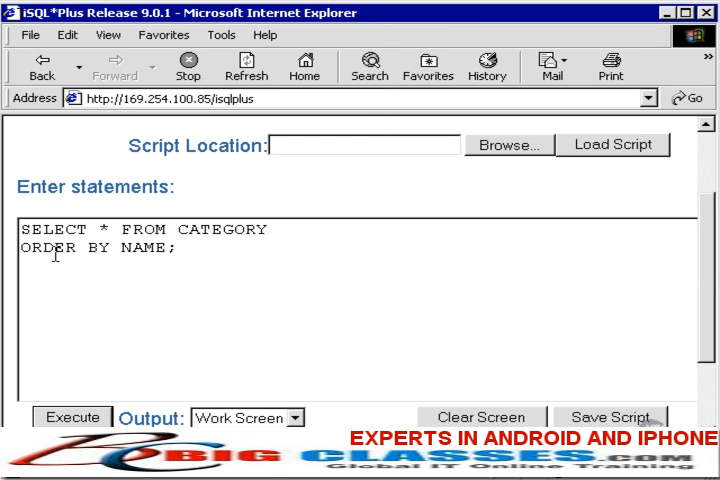 iSQL*Plus Release 9.0.1 - Microsoft Internet Explorer
File Edit View Favorites Tools Help
Back Forward Stop Refresh Home Search Favorites History Mail Print
Address http://169.254.100.85/isqlplus Go
Script Location: Browse... Load Script
Enter statements:
SELECT * FROM CATEGORY
ORDER BY NAME;
Execute Output: Work Screen Clear Screen Save Script
EXPERTS IN ANDROID AND IPHONE
BIG CLASSES.COM
Global IT Online Training